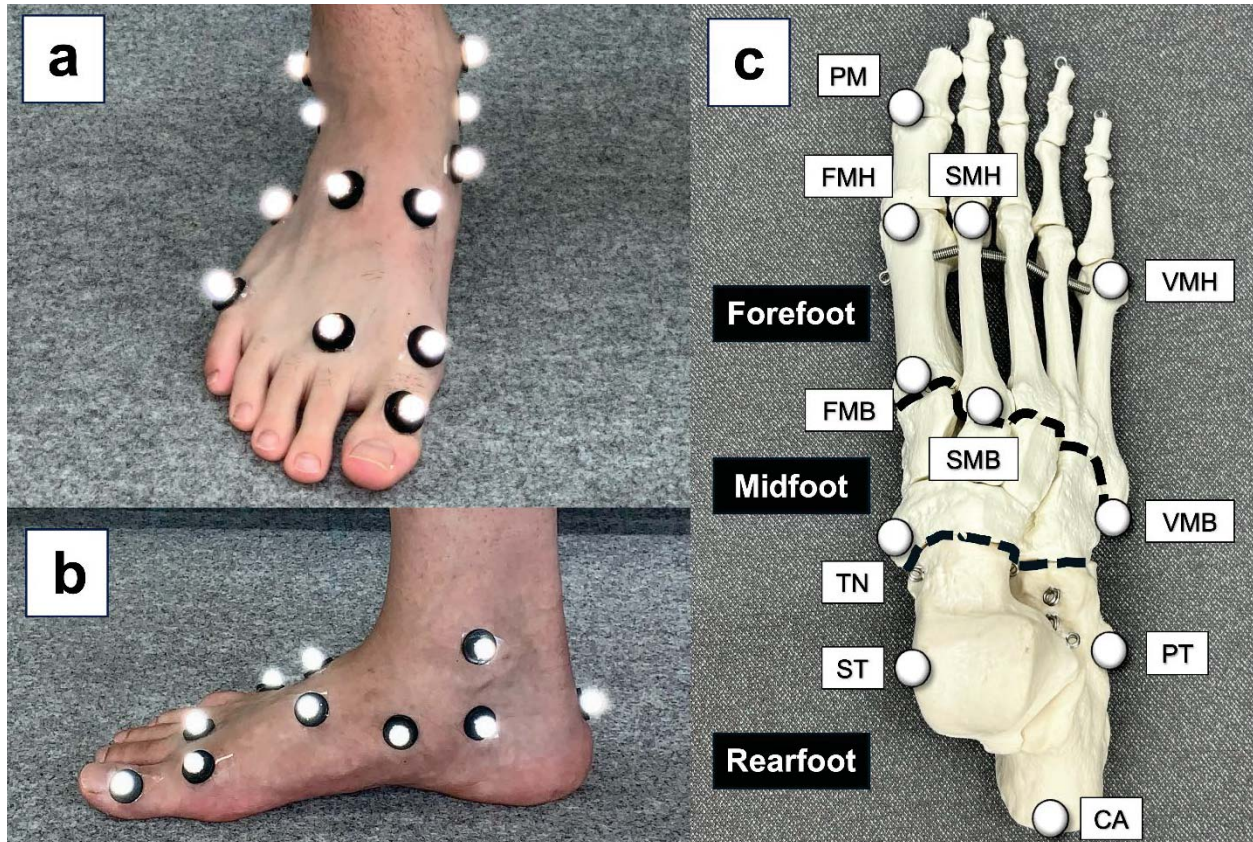 a
b
c
PM
FMH
SMH
VMH
Forefoot
FMB
SMB
Midfoot
VMB
TN
ST
PT
Rearfoot
CA